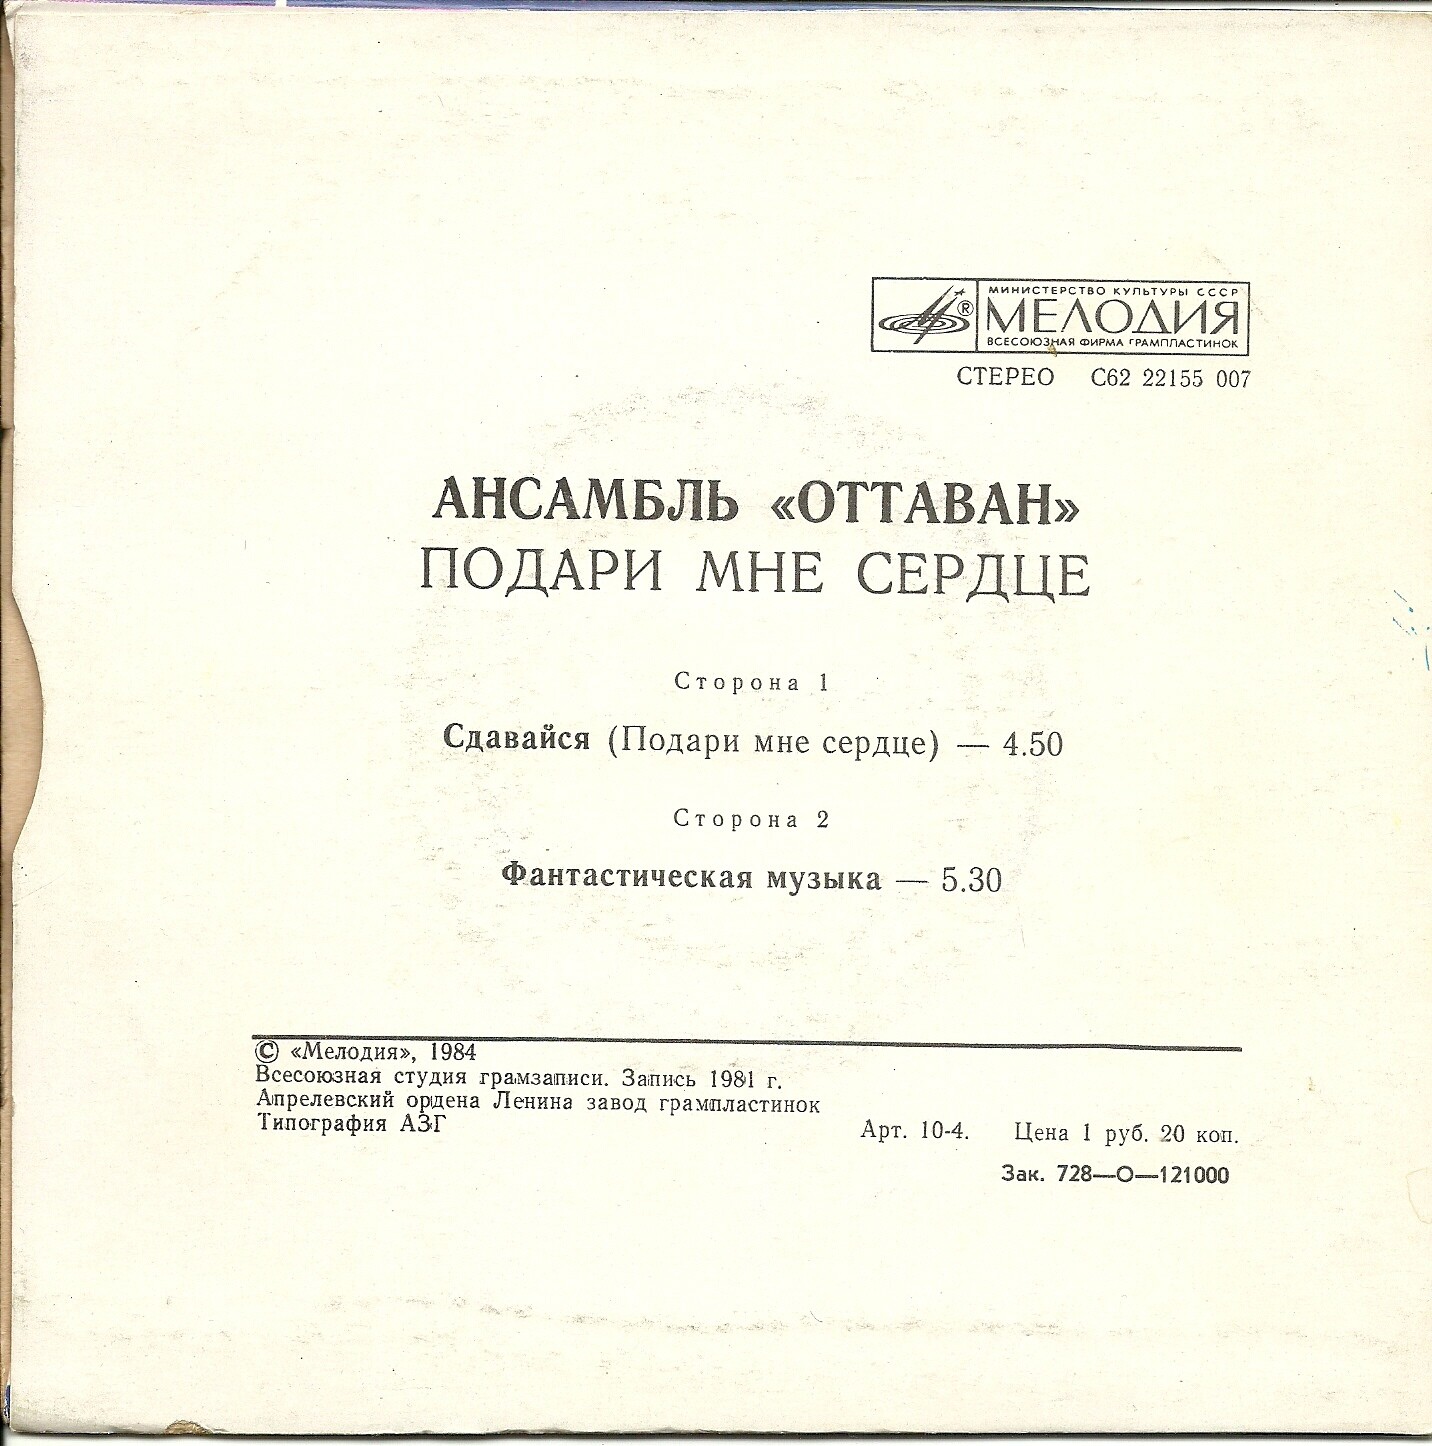 МИНИСТЕРСТВО КУЛЬТУРЫ СССР
® МЕЛОДИЯ
ВСЕСОЮЗНАЯ ФИРМА ГРАМПЛАСТИНОК
СТЕРЕО С62 22155 007
АНСАМБЛЬ «ОТТАВАН»
ПОДАРИ МНЕ СЕРДЦЕ
Сторона 1
Сдавайся (Подари мне сердце) — 4.50
Сторона 2
Фантастическая музыка — 5.30
© «Мелодия», 1984
Всесоюзная студия грамзаписи. Запись 1981 г.
Апрелевский ордена Ленина завод грампластинок
Типография АЗГ
Арт. 10-4. Цена 1 руб. 20 коп.
Зак. 728—О—121000